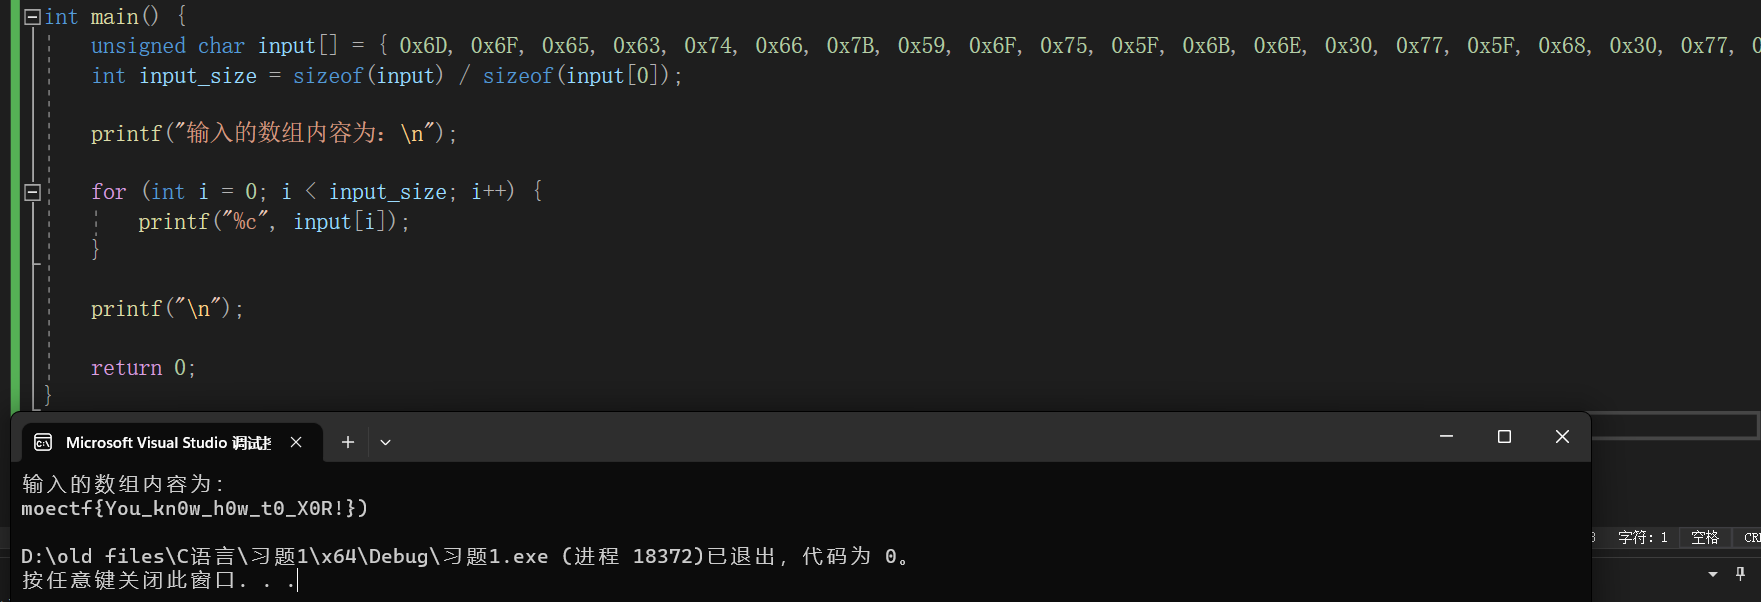 int main() {
unsigned char input[] = { 0x6D, 0x6F, 0x65, 0x63, 0x74, 0x66, 0x7B, 0x59, 0x6F, 0x75, 0x5F, 0x6B, 0x6E, 0x30, 0x77, 0x5F, 0x68, 0x30, 0x77,
int input_size = sizeof(input) / sizeof(input[0]);
printf("输入的数组内容为：\n");
for (int i = 0; i < input_size; i++) {
printf("%c", input[i]);
}
printf("\n");
return 0;
}
Microsoft Visual Studio 调试
输入的数组内容为：
moectf{You_kn0w_h0w_t0_X0R!})
D:\old files\C语言\习题1\x64\Debug\习题1.exe (进程 18372)已退出，代码为 0。
按任意键关闭此窗口. . .
字符: 1 空格